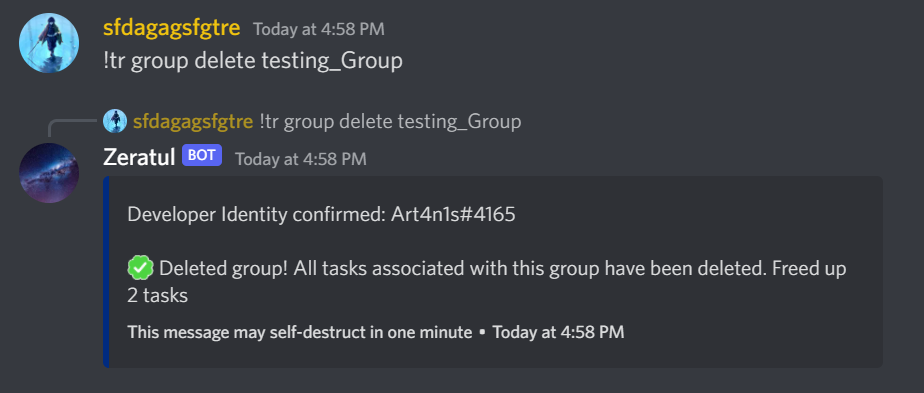 sfdagagsfgtre Today at 4:58 PM
!tr group delete testing_Group
sfdagagsfgtre !tr group delete testing_Group
Zeratul BOT Today at 4:58 PM
Developer Identity confirmed: Art4n1s#4165
Deleted group! All tasks associated with this group have been deleted. Freed up
2 tasks
This message may self-destruct in one minute • Today at 4:58 PM